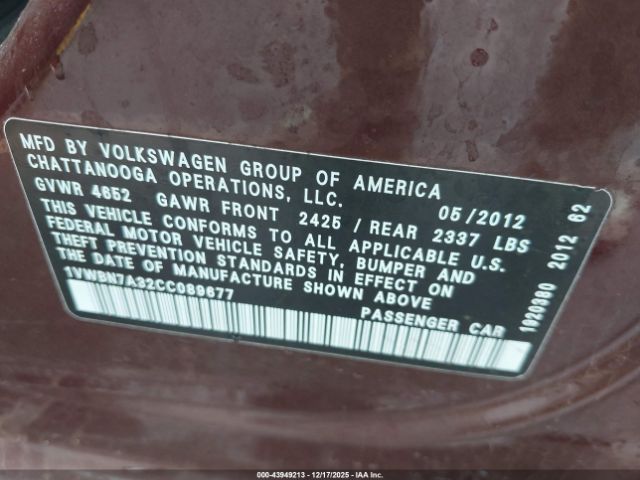 MFD BY VOLKSWAGEN GROUP OF AMERICA
CHATTANOOGA OPERATIONS, LLC.
05/2012
GVWR 4652 GAWR FRONT 2425 / REAR 2337 LBS
THIS VEHICLE CONFORMS TO ALL APPLICABLE U.S.
FEDERAL MOTOR VEHICLE SAFETY, BUMPER AND
THEFT PREVENTION STANDARDS IN EFFECT ON
THE DATE OF MANUFACTURE SHOWN ABOVE
1VWBN7A32CC089677
PASSENGER CAR
1920980 2012 62
000-43949213 - 12/17/2025 - IAA Inc.